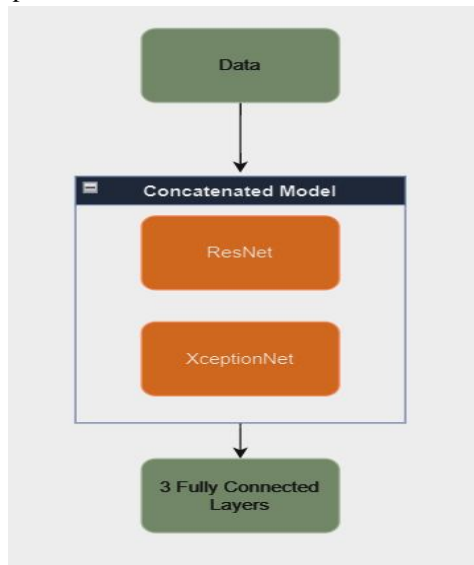 Data
Concatenated Model
ResNet
XceptionNet
3 Fully Connected
Layers